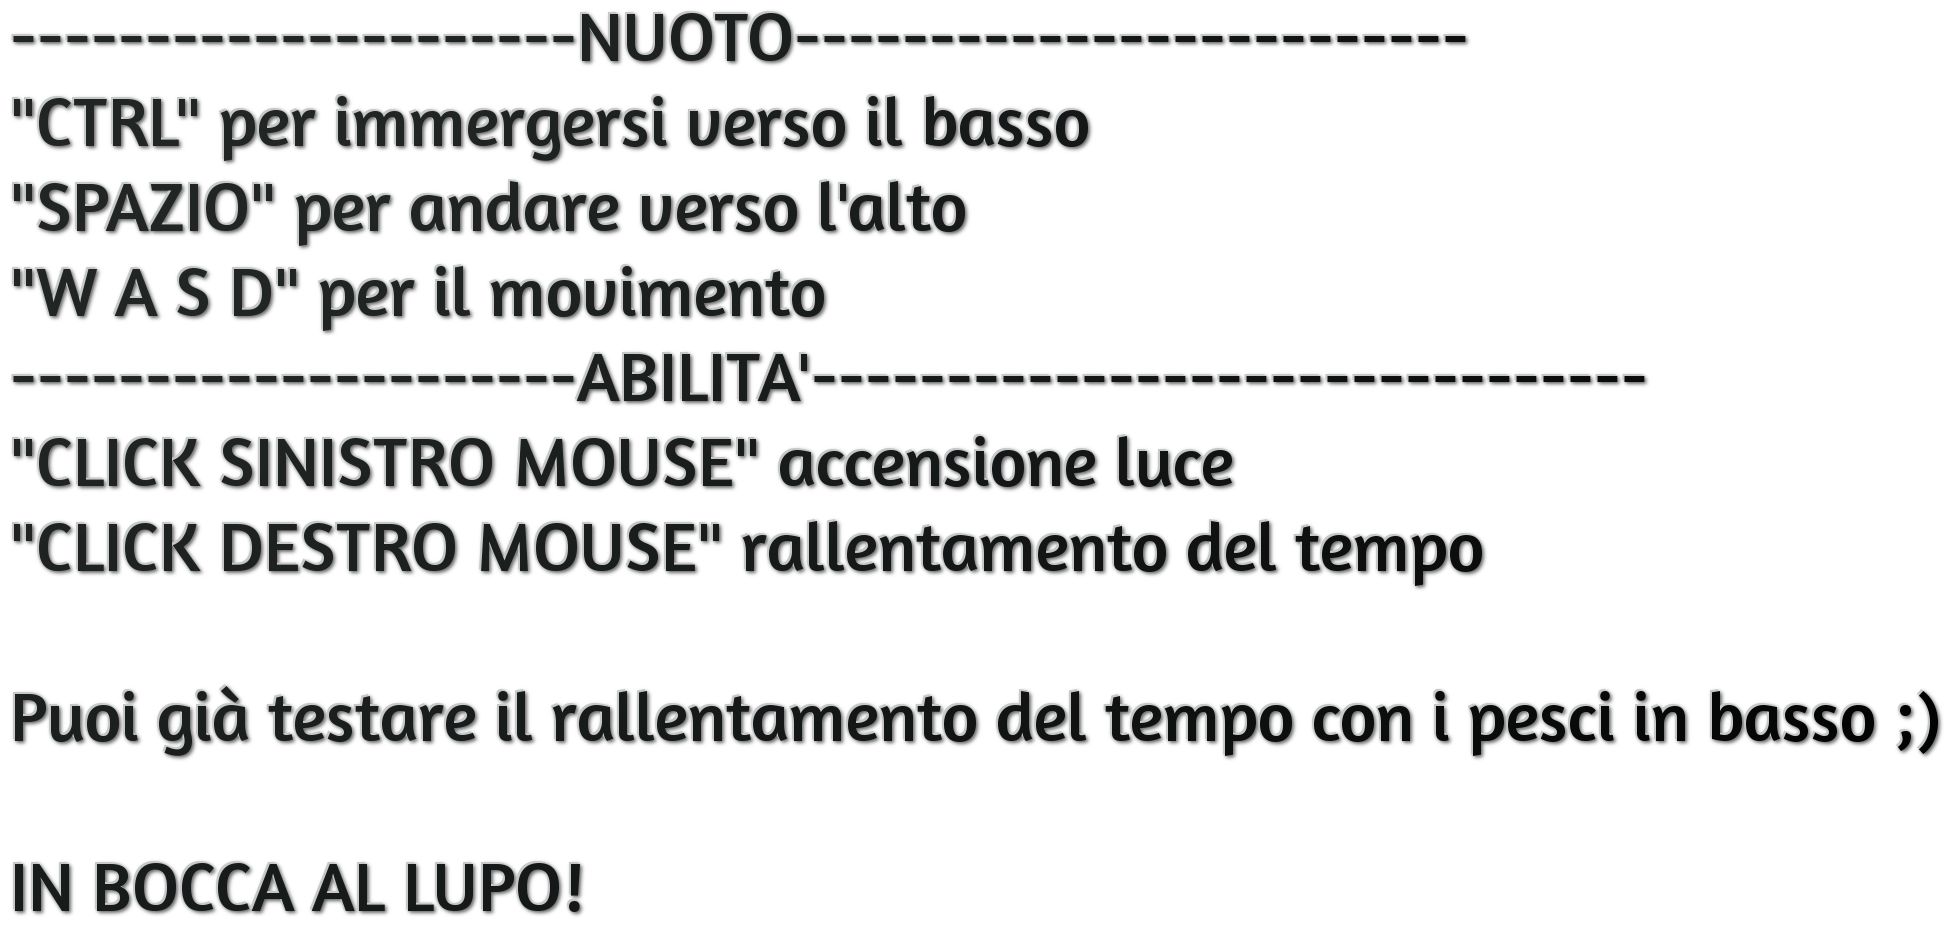 ---------------------NUOTO-------------------------
"CTRL" per immergersi verso il basso
"SPAZIO" per andare verso l'alto
"W A S D" per il movimento
---------------------ABILITA'-------------------------------
"CLICK SINISTRO MOUSE" accensione luce
"CLICK DESTRO MOUSE" rallentamento del tempo
Puoi già testare il rallentamento del tempo con i pesci in basso ;)
IN BOCCA AL LUPO!